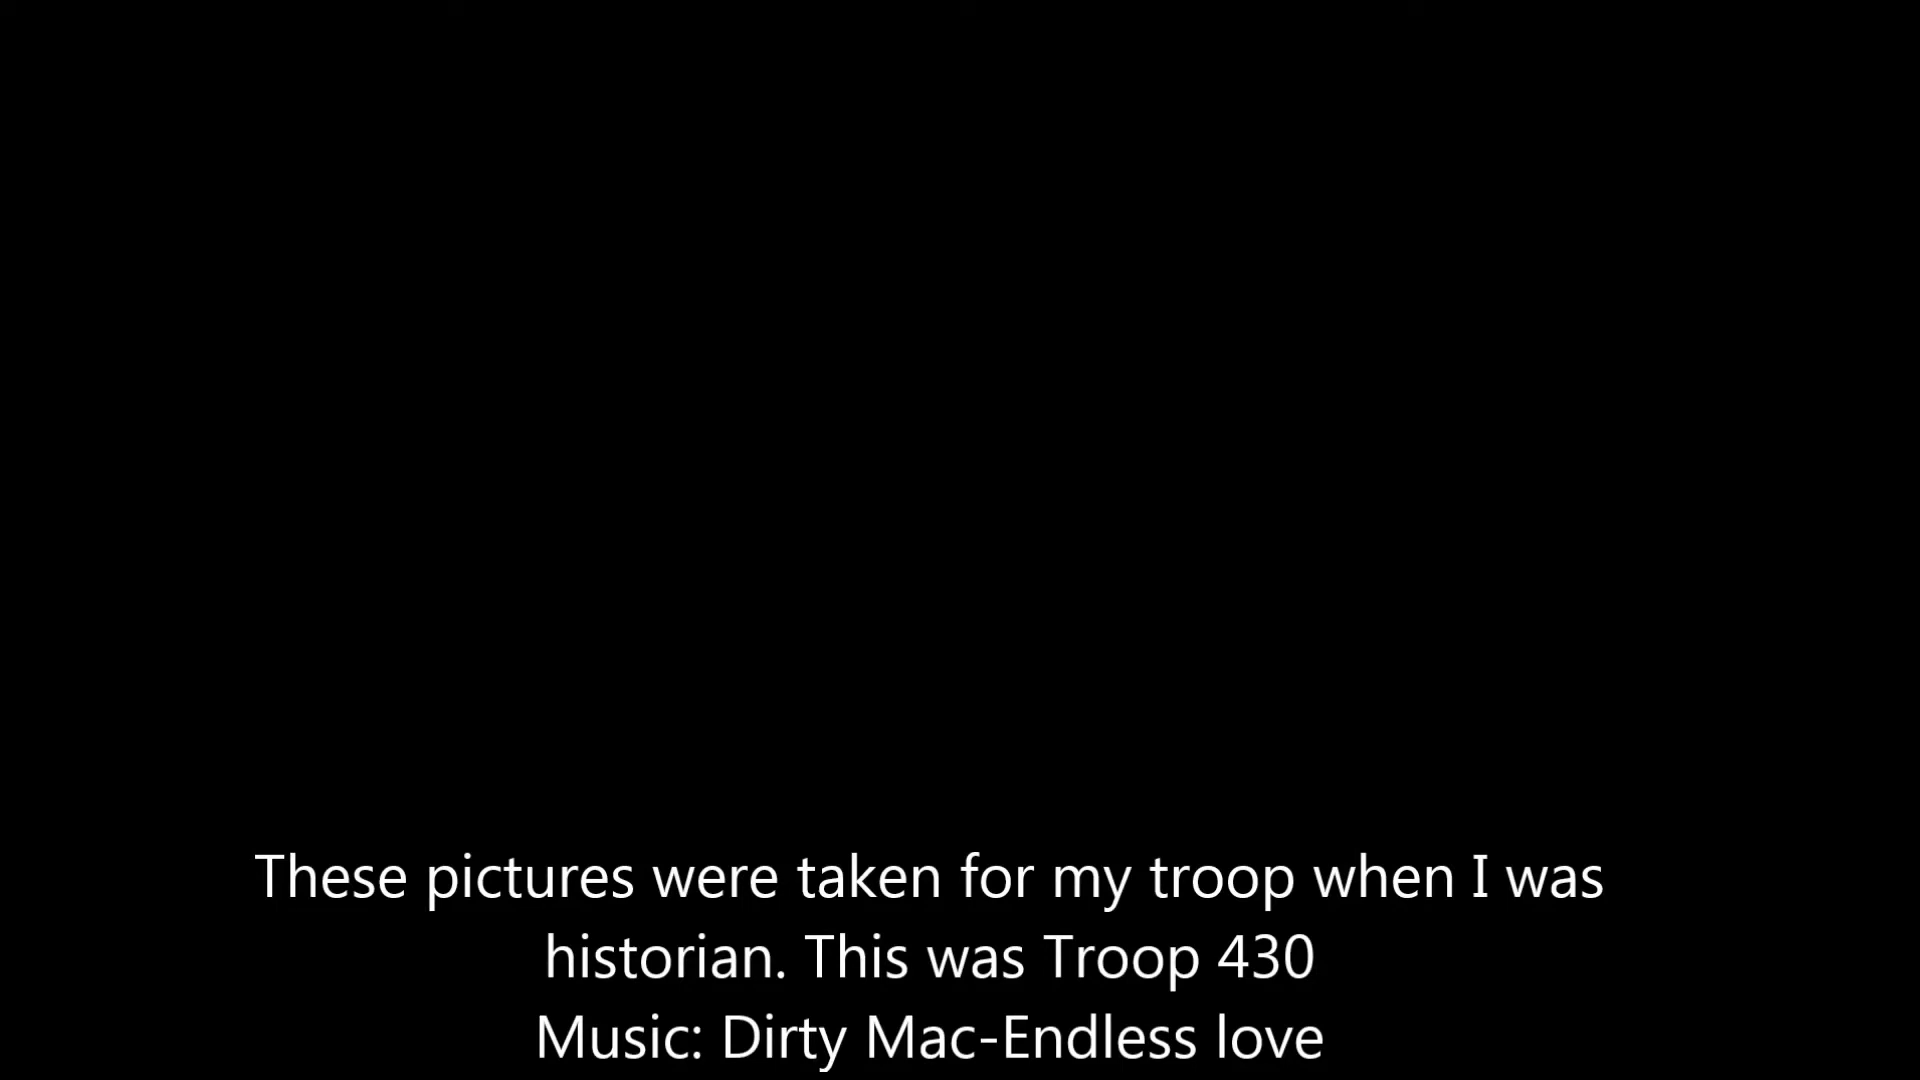 These pictures were taken for my troop when I was
historian. This was Troop 430
Music: Dirty Mac-Endless love